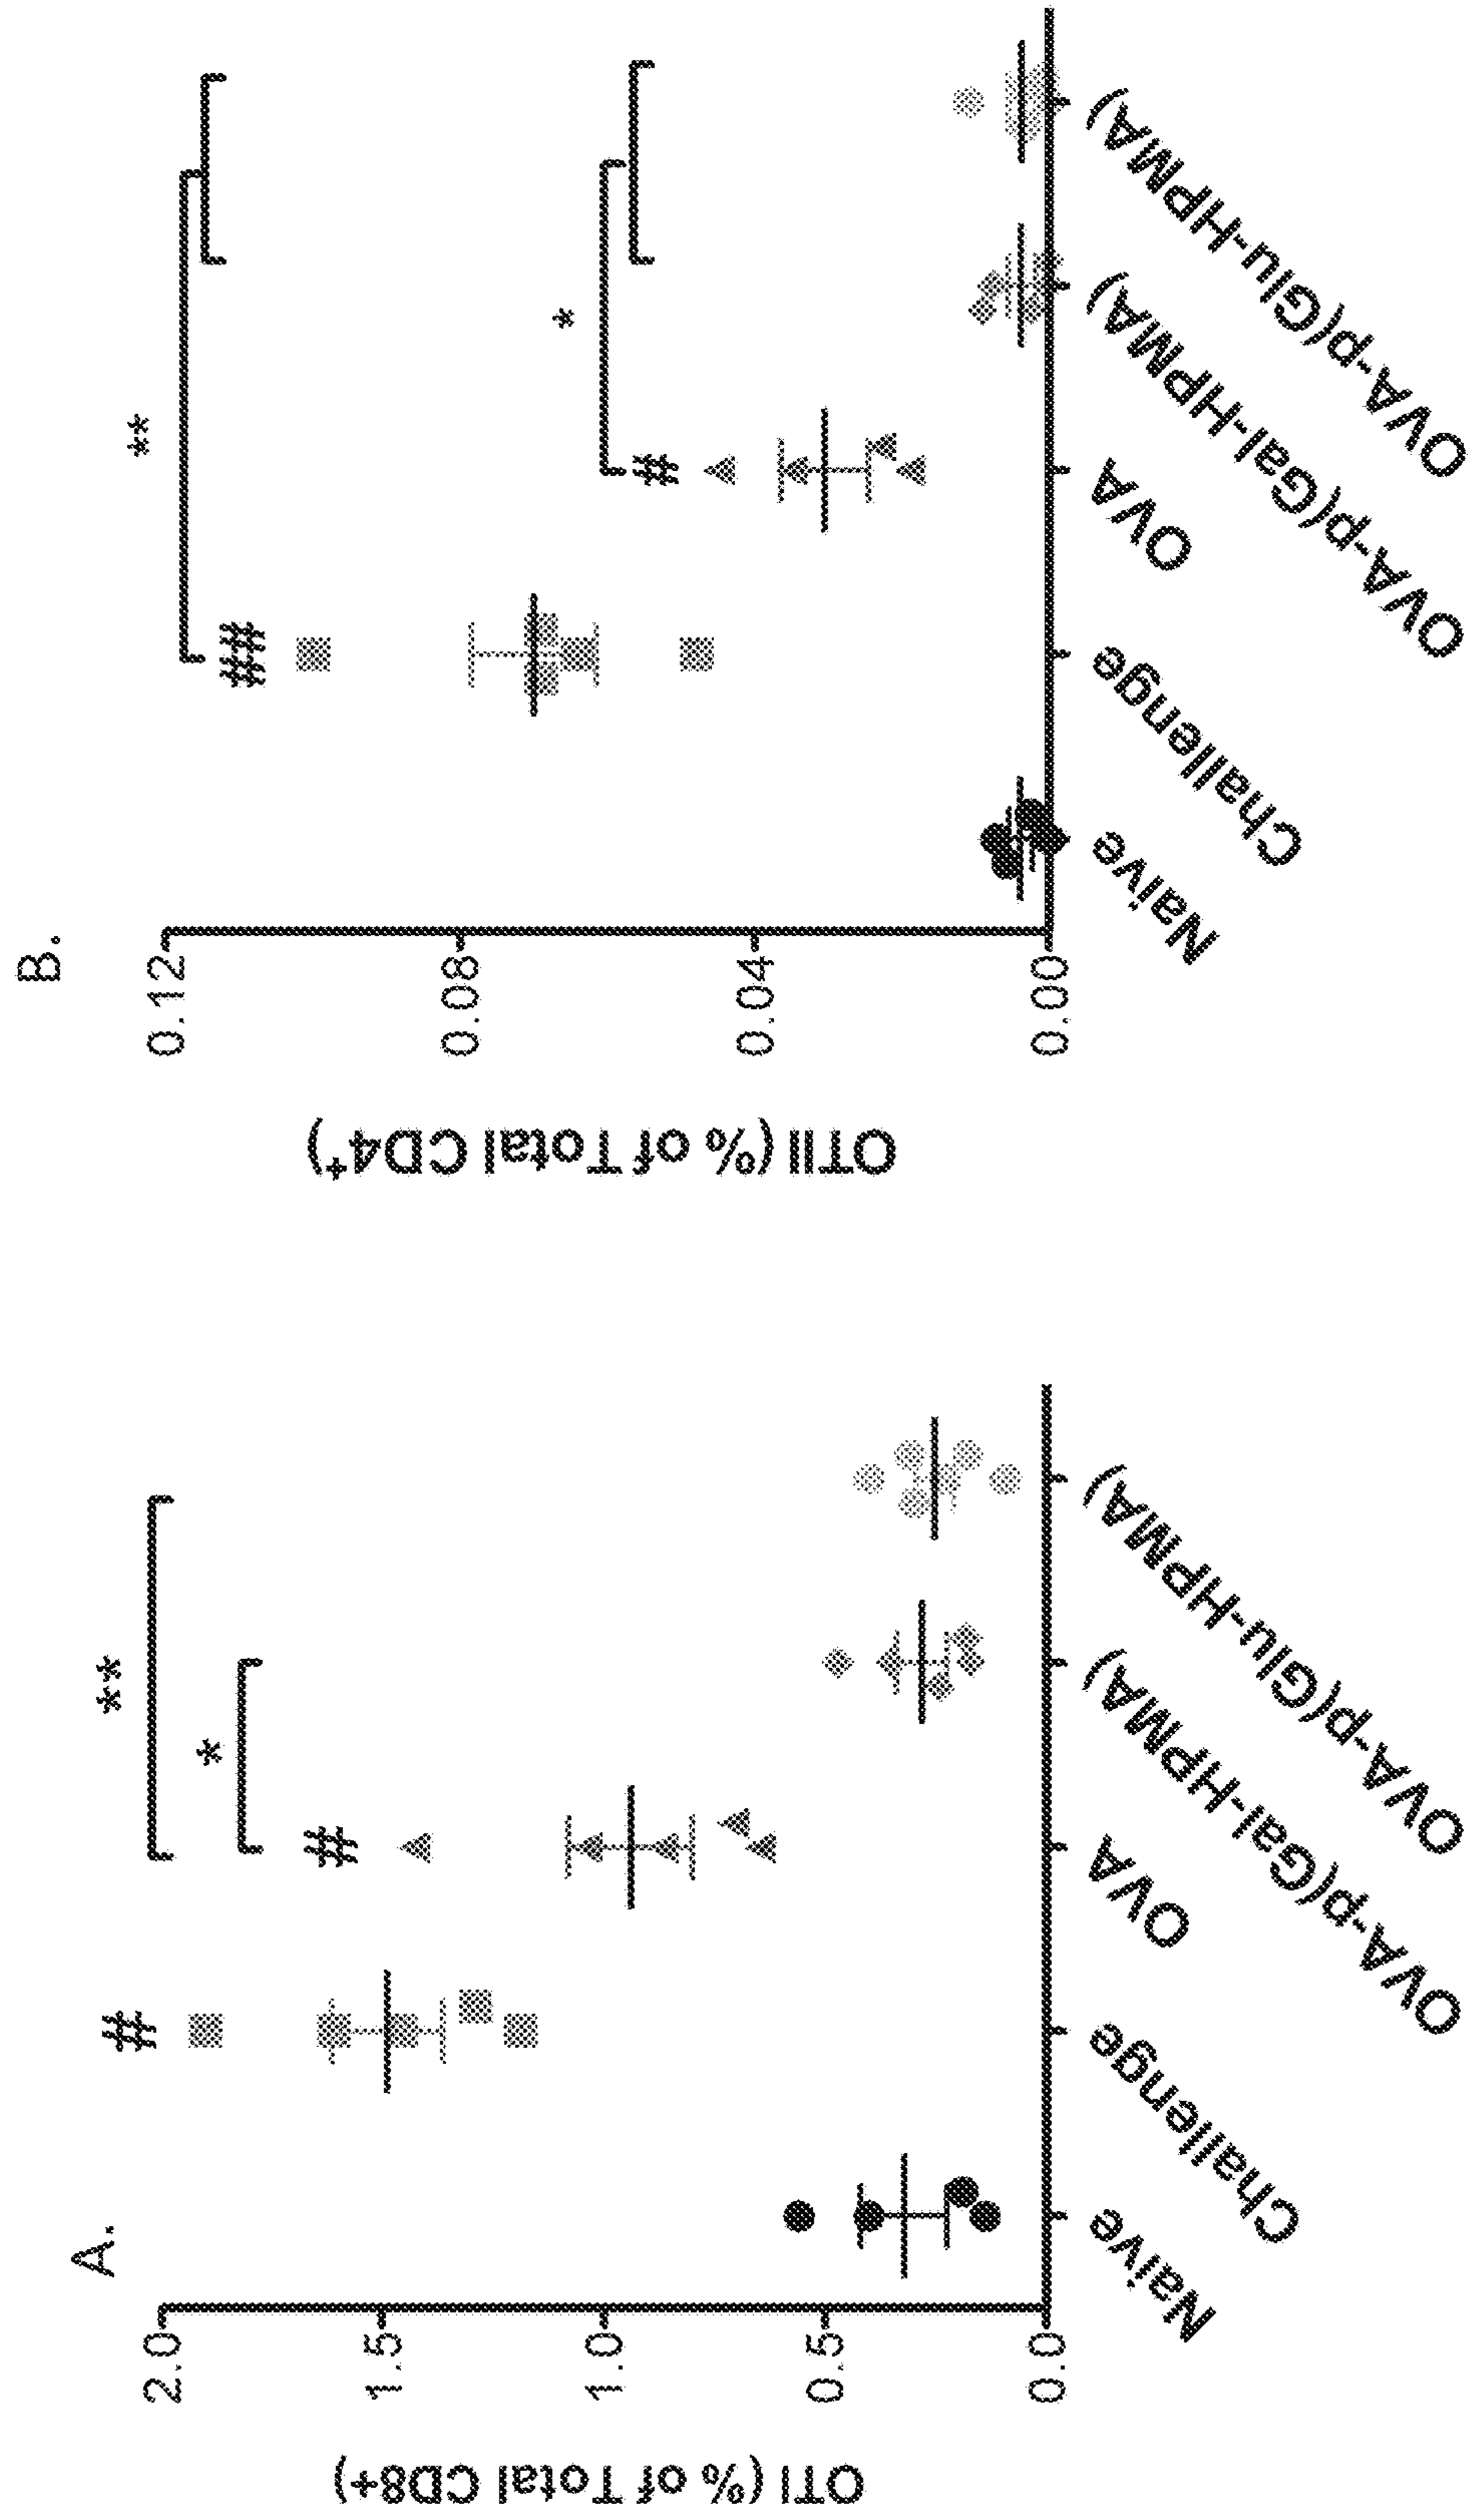 A.
OTI (% of Total CD8+)
2.0
1.5
1.0
0.5
0.0
#
#
*
**
Naive
Challenge
OVA
OVA-p(Gal-HPMA)
OVA-p(Glu-HPMA)
B.
OTII (% of Total CD4+)
0.12
0.08
0.04
0.00
##
#
**
*
Naive
Challenge
OVA
OVA-p(Gal-HPMA)
OVA-p(Glu-HPMA)